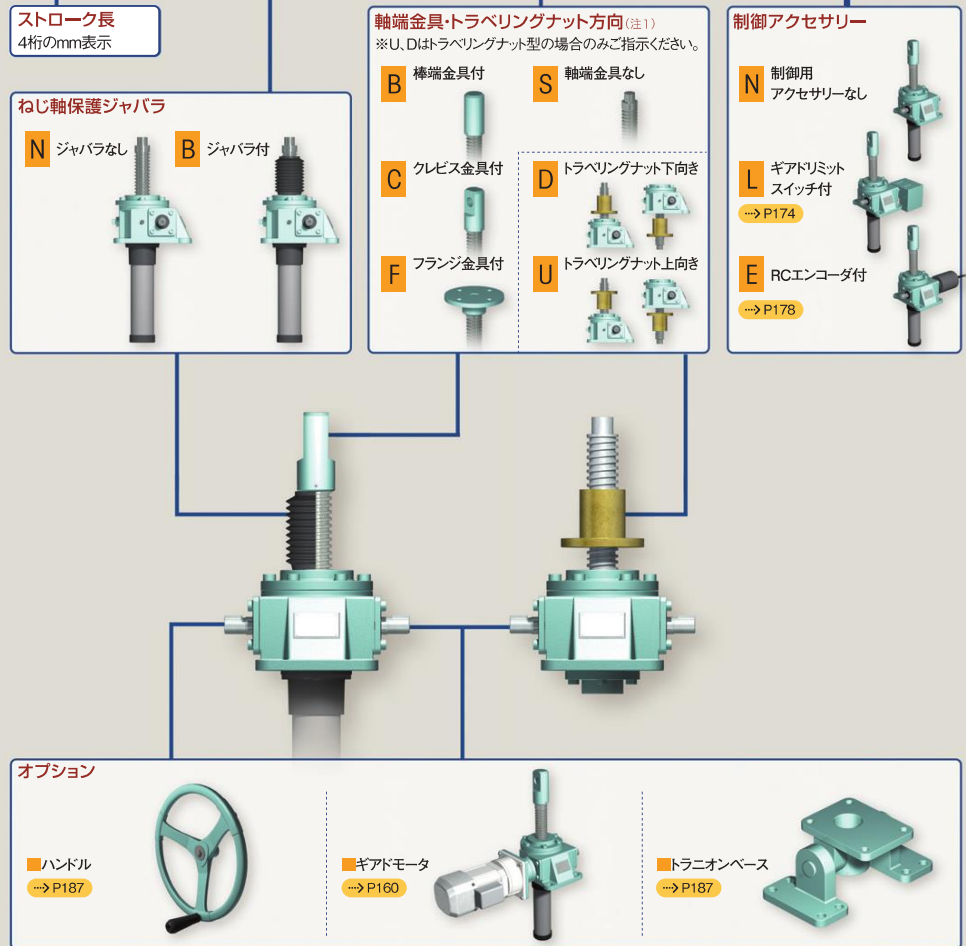 ストローク長
4桁のmm表示
ねじ軸保護ジャバラ
N ジャバラなし
B ジャバラ付
軸端金具・トラベリングナット方向(注1)
※U、Dはトラベリングナット型の場合のみご指示ください。
B 棒端金具付
S 軸端金具なし
C クレビス金具付
D トラベリングナット下向き
F フランジ金具付
U トラベリングナット上向き
制御アクセサリー
N 制御用
アクセサリーなし
L ギアドリミット
スイッチ付
P174
E RCエンコーダ付
P178
オプション
ハンドル
P187
ギアドモータ
P160
トラニオンベース
P187